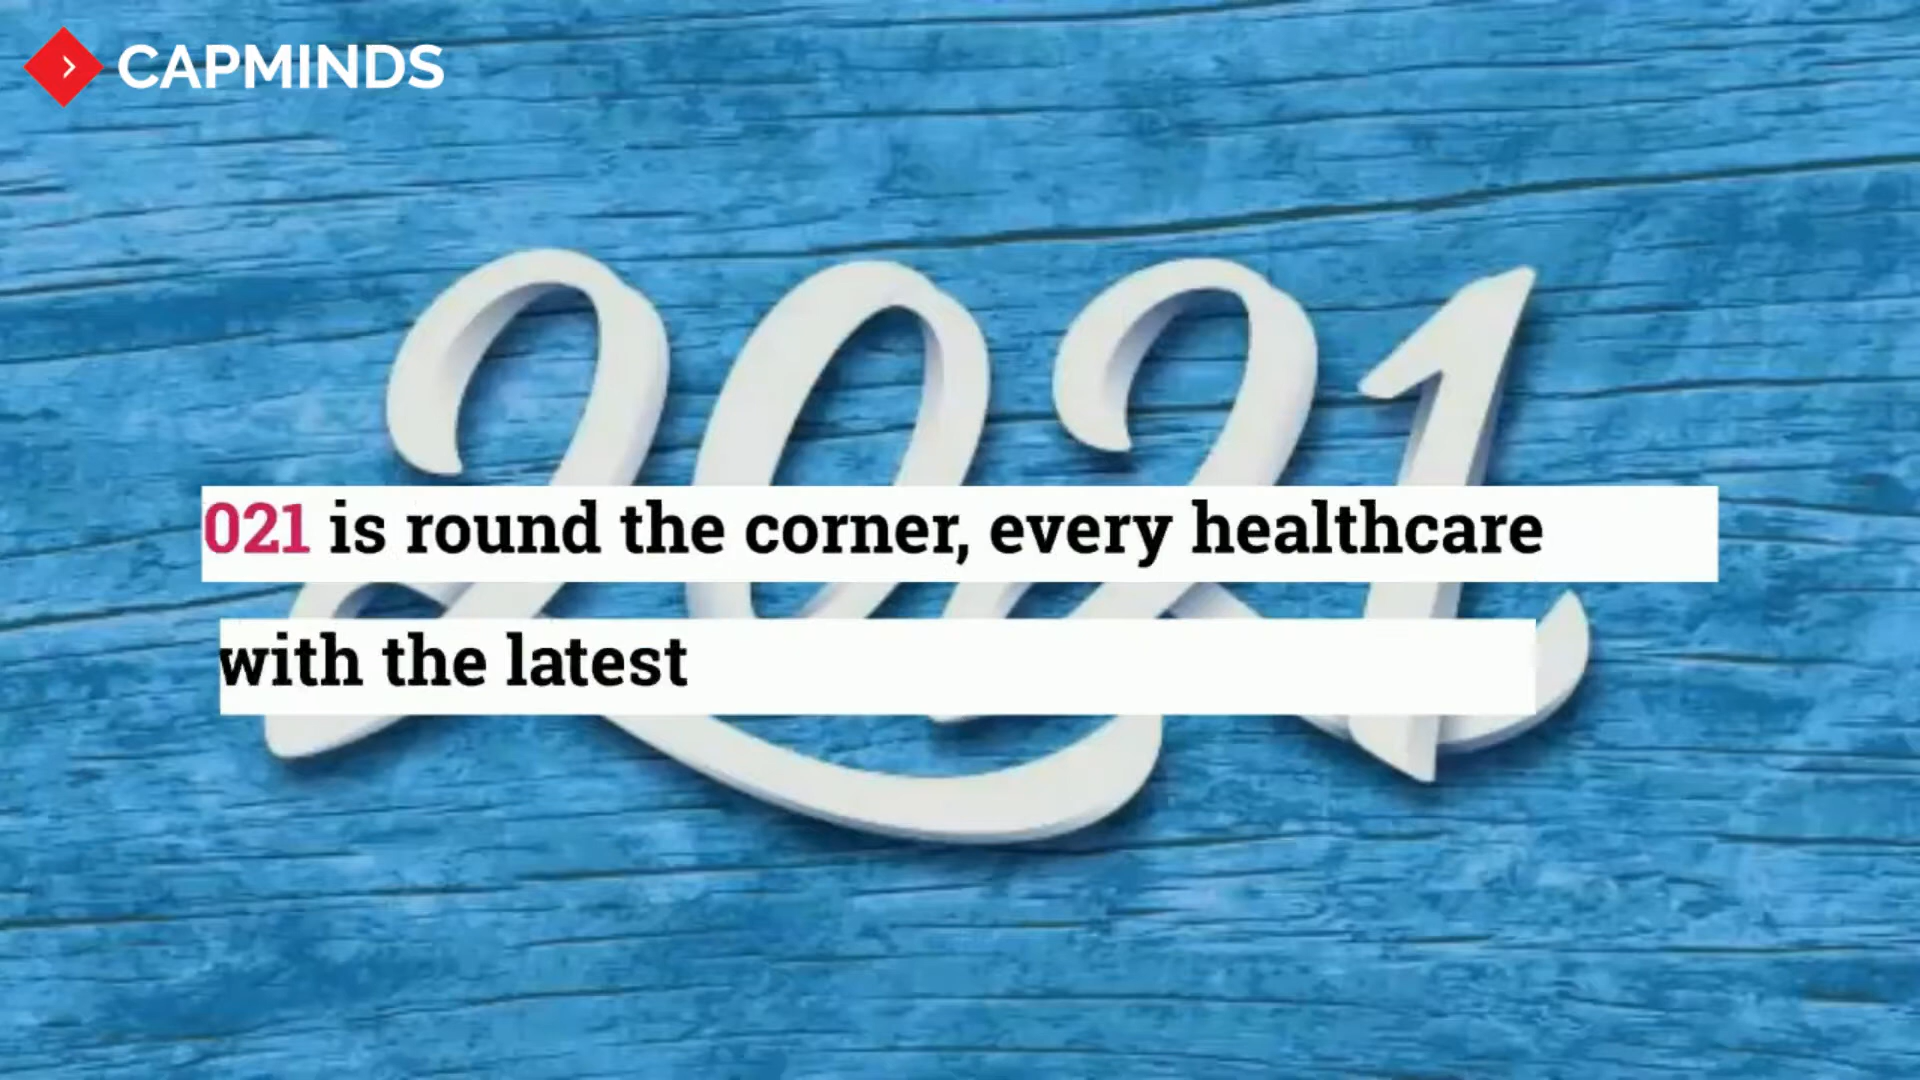 CAPMINDS
2021
021 is round the corner, every healthcare
with the latest